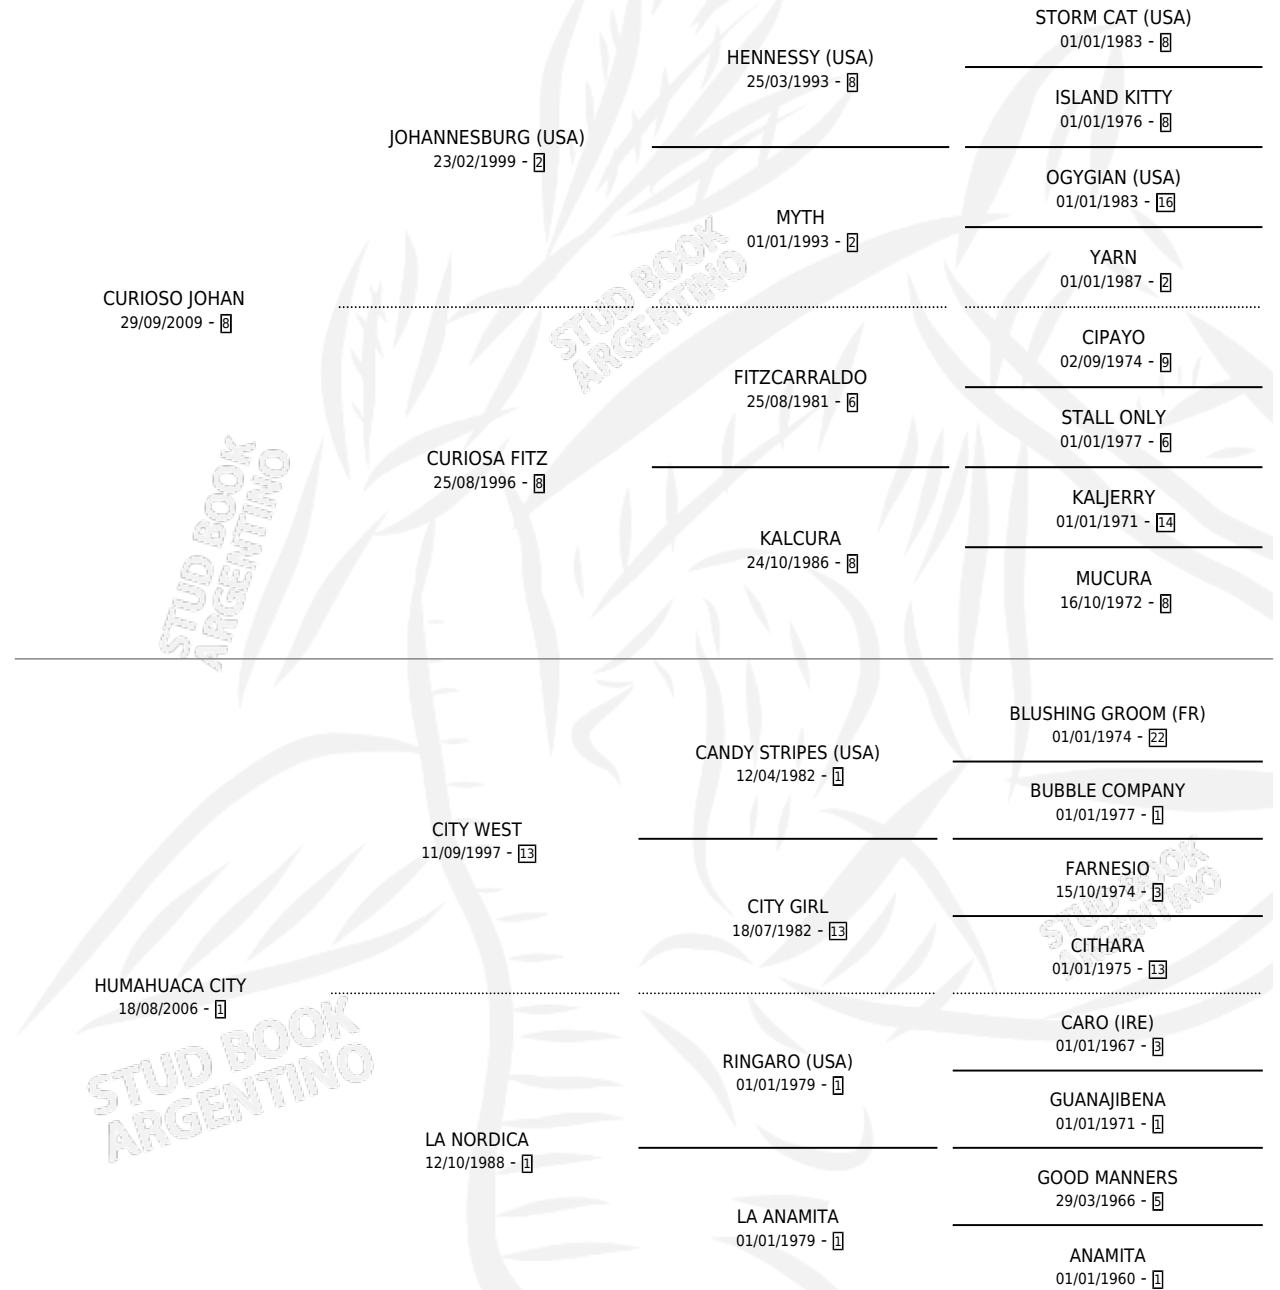 STORM CAT (USA)
01/01/1983 - 8
HENNESSY (USA)
25/03/1993 - 8
ISLAND KITTY
01/01/1976 - 8
JOHANNESBURG (USA)
23/02/1999 - 2
OGYGIAN (USA)
01/01/1983 - 16
MYTH
01/01/1993 - 2
YARN
01/01/1987 - 2
CURIOSO JOHAN
29/09/2009 - 8
CIPAYO
02/09/1974 - 9
FITZCARRALDO
25/08/1981 - 6
STALL ONLY
01/01/1977 - 6
CURIOSA FITZ
25/08/1996 - 8
KALJERRY
01/01/1971 - 14
KALCURA
24/10/1986 - 8
MUCURA
16/10/1972 - 8
BLUSHING GROOM (FR)
01/01/1974 - 22
CANDY STRIPES (USA)
12/04/1982 - 1
BUBBLE COMPANY
01/01/1977 - 1
CITY WEST
11/09/1997 - 13
FARNESIO
15/10/1974 - 3
CITY GIRL
18/07/1982 - 13
CITHARA
01/01/1975 - 13
HUMAHUACA CITY
18/08/2006 - 1
CARO (IRE)
01/01/1967 - 3
RINGARO (USA)
01/01/1979 - 1
GUANAJIBENA
01/01/1971 - 1
LA NORDICA
12/10/1988 - 1
GOOD MANNERS
29/03/1966 - 5
LA ANAMITA
01/01/1979 - 1
ANAMITA
01/01/1960 - 1
STUD BOOK
ARGENTINO
STUD BOOK
ARGENTINO
STUD BOOK
ARGENTINO
STUD BOOK
ARGENTINO